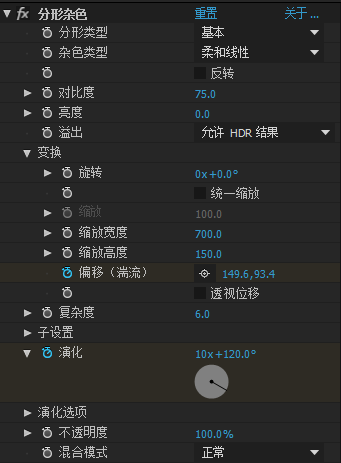 fx 分形杂色 重置 关于 ...
分形类型 基本
杂色类型 柔和线性
反转
对比度 75.0
亮度 0.0
溢出 允许 HDR 结果
变换
旋转 0x+0.0°
统一缩放
缩放 100.0
缩放宽度 700.0
缩放高度 150.0
偏移（湍流） 149.6,93.4
透视位移
复杂度 6.0
子设置
演化 10x+120.0°
演化选项
不透明度 100.0%
混合模式 正常